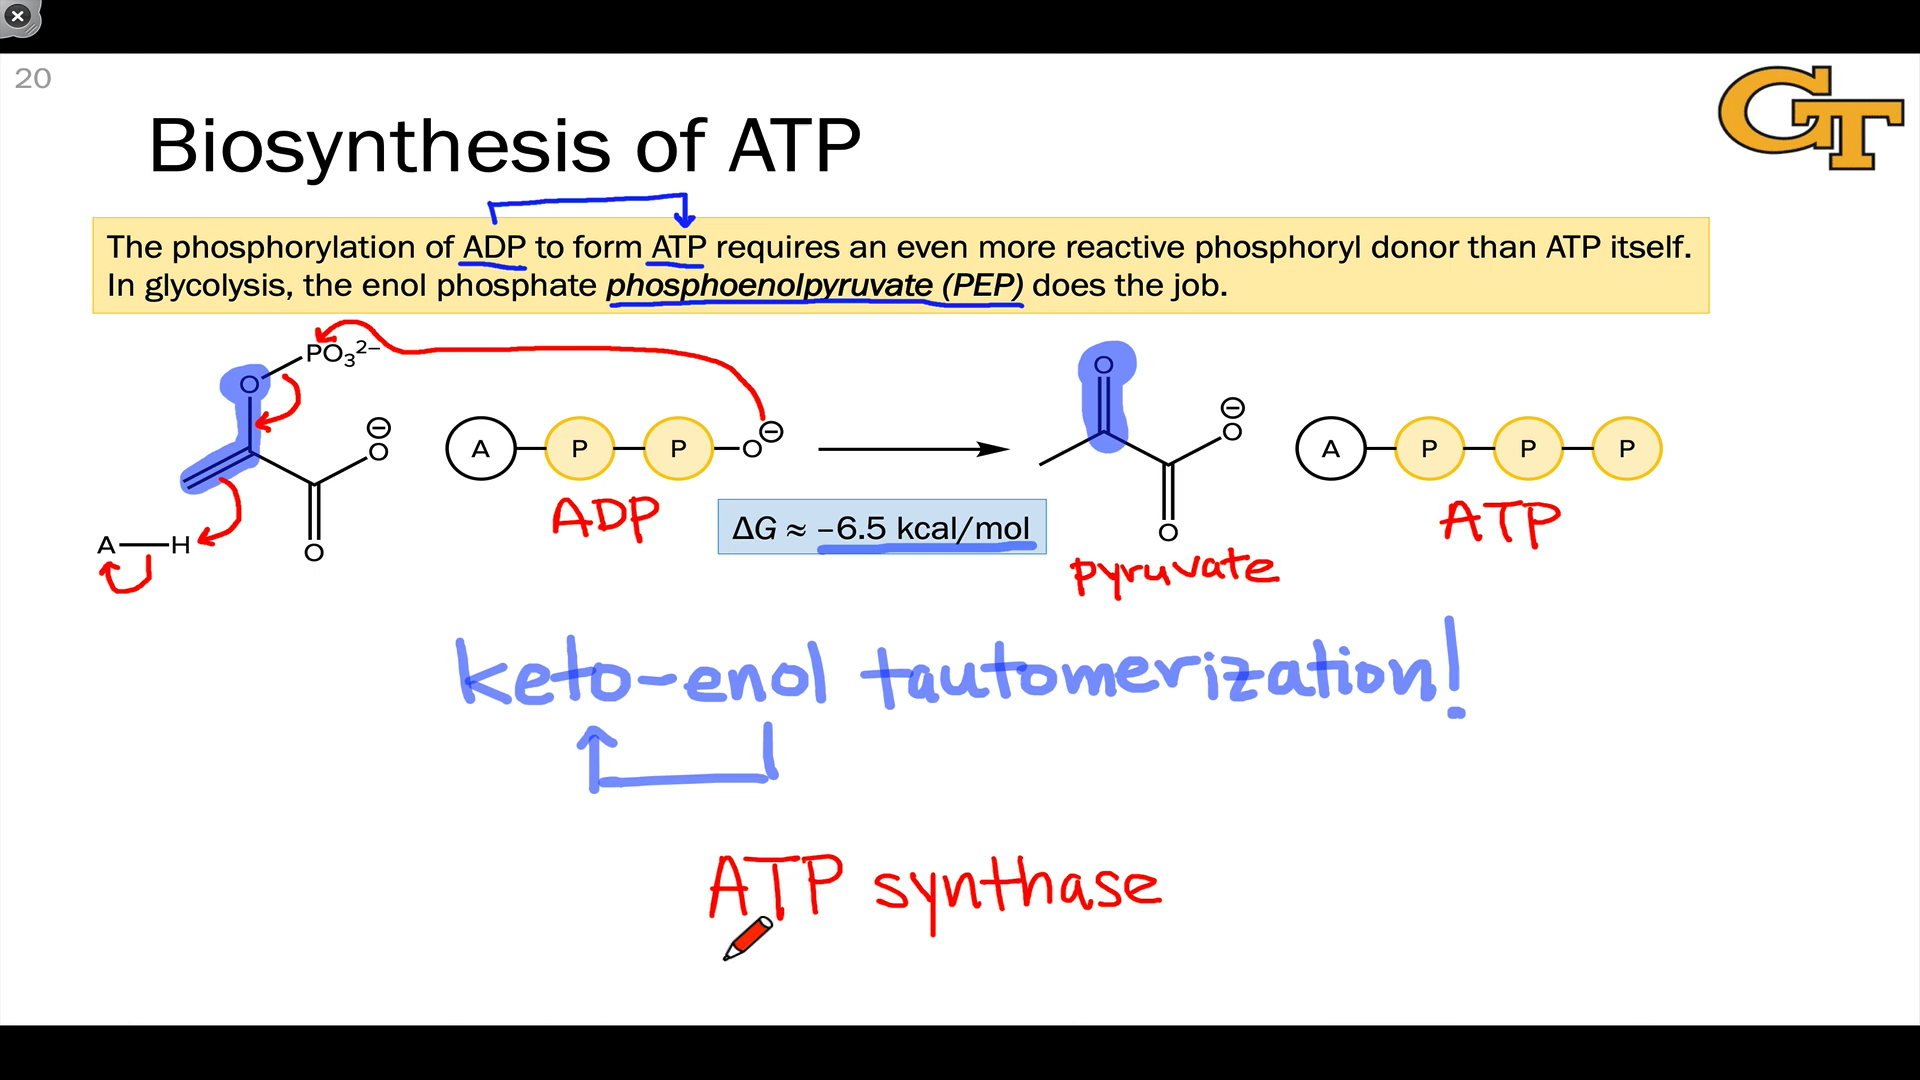 20
GT
Biosynthesis of ATP
The phosphorylation of ADP to form ATP requires an even more reactive phosphoryl donor than ATP itself.
In glycolysis, the enol phosphate phosphoenolpyruvate (PEP) does the job.
PO₃²⁻
O
O⊖
O
A—H
A P P O⊖
ADP
ΔG ≈ −6.5 kcal/mol
O
O⊖
O
pyruvate
A P P P
ATP
keto-enol tautomerization!
ATP synthase